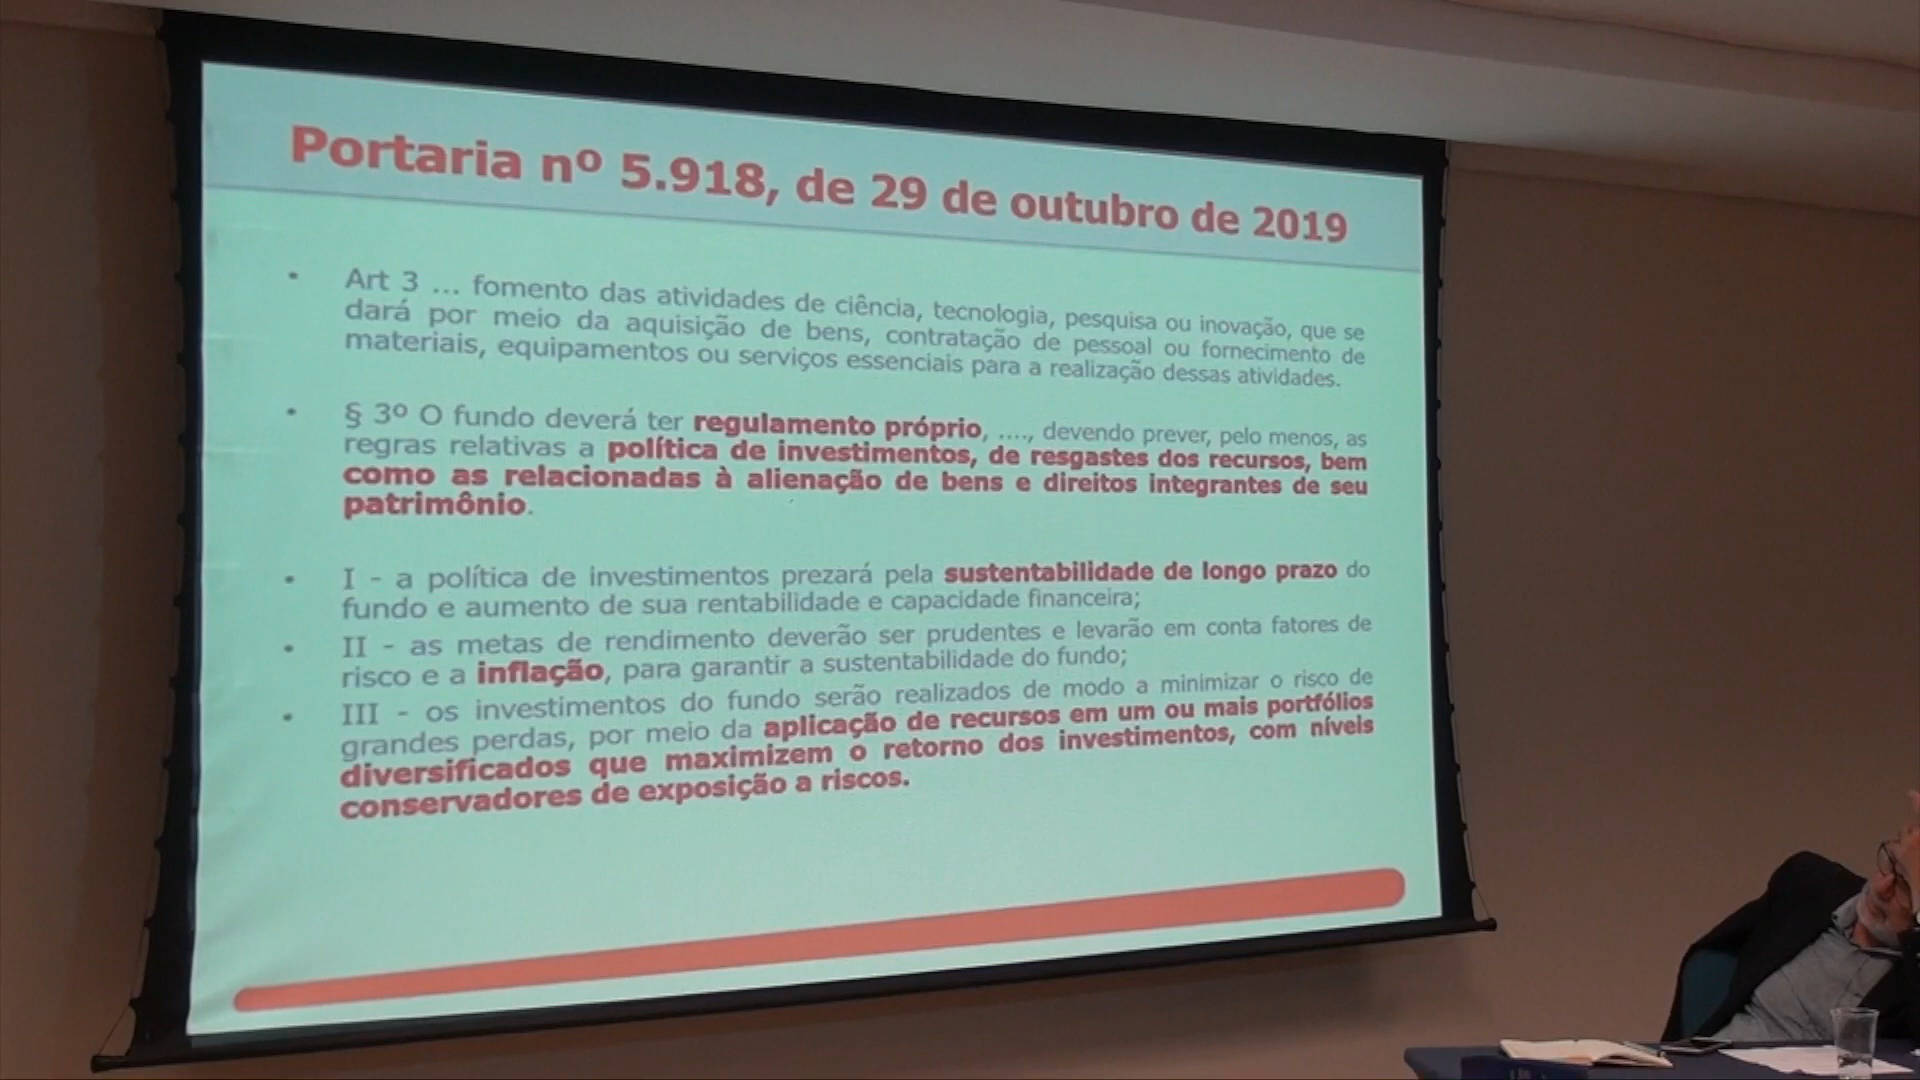 Portaria nº 5.918, de 29 de outubro de 2019
• Art 3 ... fomento das atividades de ciência, tecnologia, pesquisa ou inovação, que se
dará por meio da aquisição de bens, contratação de pessoal ou fornecimento de
materiais, equipamentos ou serviços essenciais para a realização dessas atividades.
• § 3º O fundo deverá ter regulamento próprio, ...., devendo prever, pelo menos, as
regras relativas a política de investimentos, de resgastes dos recursos, bem
como as relacionadas à alienação de bens e direitos integrantes de seu
patrimônio.
• I - a política de investimentos prezará pela sustentabilidade de longo prazo do
fundo e aumento de sua rentabilidade e capacidade financeira;
• II - as metas de rendimento deverão ser prudentes e levarão em conta fatores de
risco e a inflação, para garantir a sustentabilidade do fundo;
• III - os investimentos do fundo serão realizados de modo a minimizar o risco de
grandes perdas, por meio da aplicação de recursos em um ou mais portfólios
diversificados que maximizem o retorno dos investimentos, com níveis
conservadores de exposição a riscos.